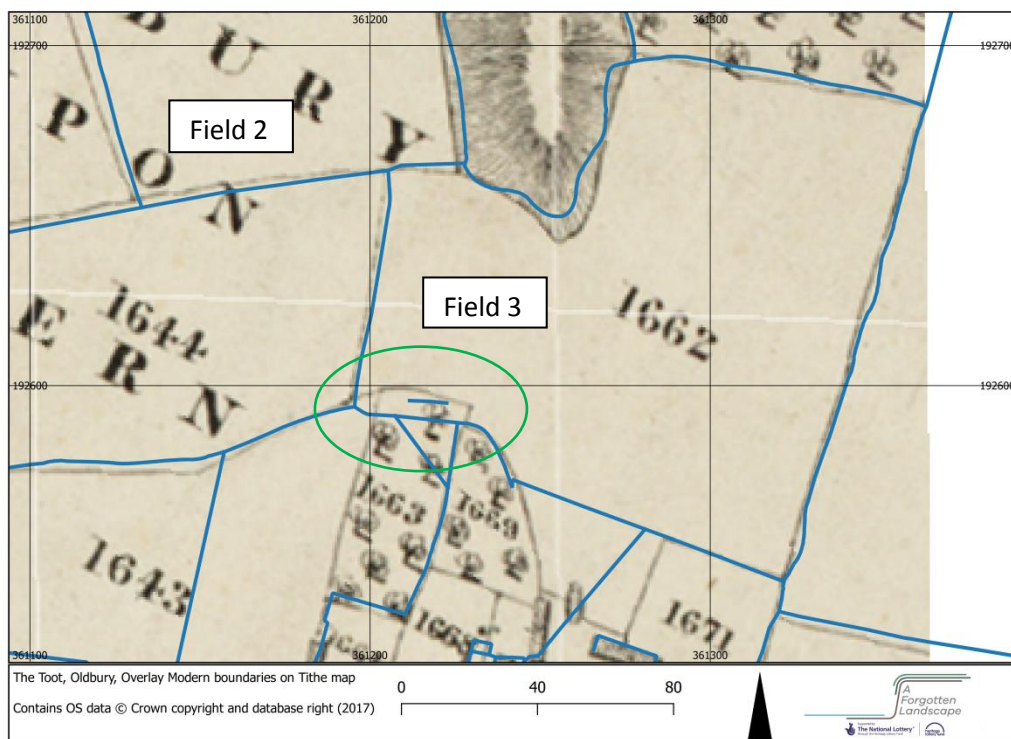 361100 361200 361300
192700 192700
B U R Y
P O N
Field 2
Field 3
1644
1662
E R N
192600 192600
1663
1643
1671
361100 361200 361300
The Toot, Oldbury, Overlay Modern boundaries on Tithe map
Contains OS data © Crown copyright and database right (2017)
0 40 80
A
Forgotten
Landscape
The National Lottery